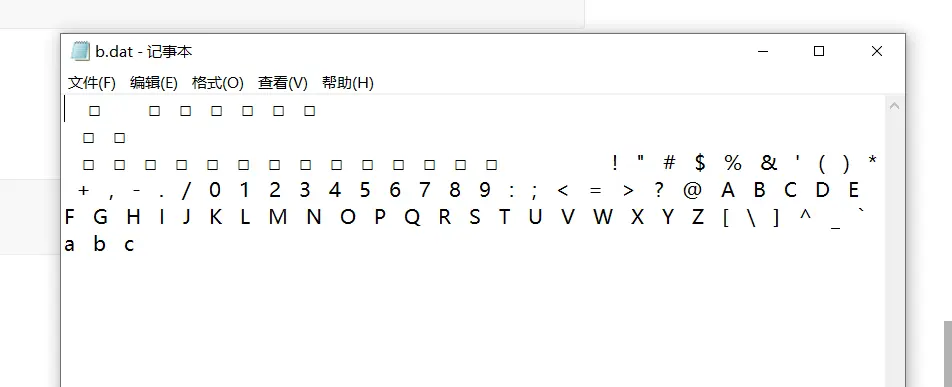 b.dat - 记事本
文件(F) 编辑(E) 格式(O) 查看(V) 帮助(H)
□ □ □ □ □ □ □
□ □
□ □ □ □ □ □ □ □ □ □ □ □ □ □ ! " # $ % & ' ( ) *
+ , - . / 0 1 2 3 4 5 6 7 8 9 : ; < = > ? @ A B C D E
F G H I J K L M N O P Q R S T U V W X Y Z [ \ ] ^ _ `
a b c